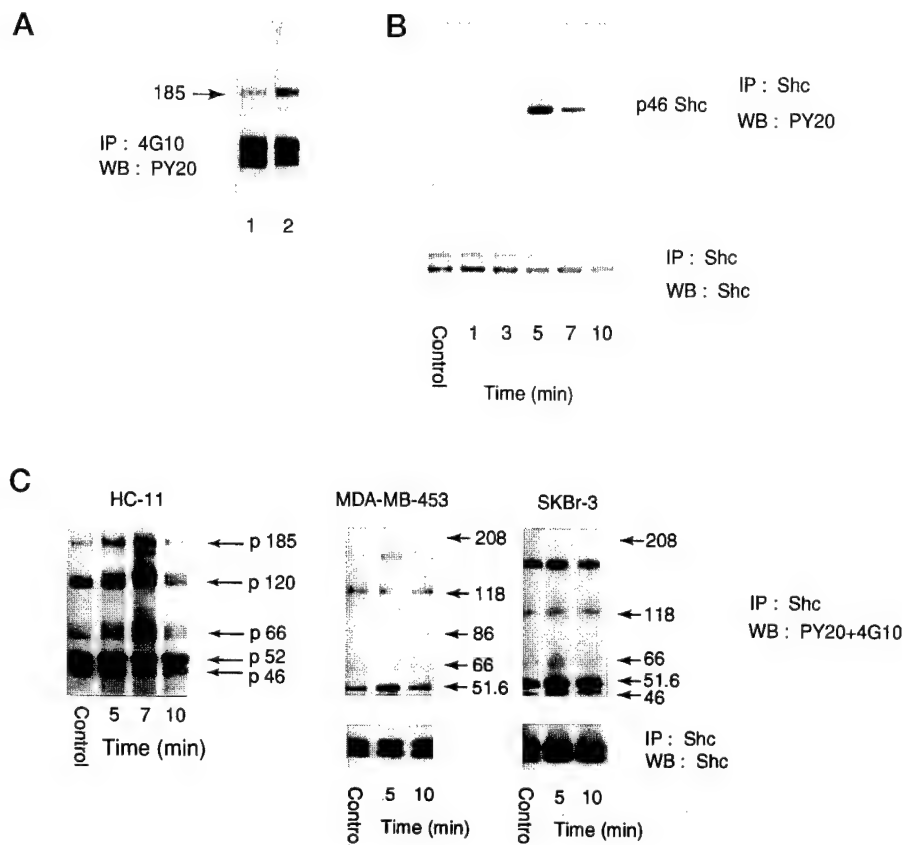 A
185
IP : 4G10
WB : PY20
1 2
B
p46 Shc
IP : Shc
WB : PY20
IP : Shc
WB : Shc
Control 1 3 5 7 10
Time (min)
C
HC-11
p 185
p 120
p 66
p 52
p 46
Control 5 7 10
Time (min)
MDA-MB-453
208
118
86
66
51.6
Contro 5 10
Time (min)
SKBr-3
208
118
66
51.6
46
Contro 5 10
Time (min)
IP : Shc
WB : PY20+4G10
IP : Shc
WB : Shc